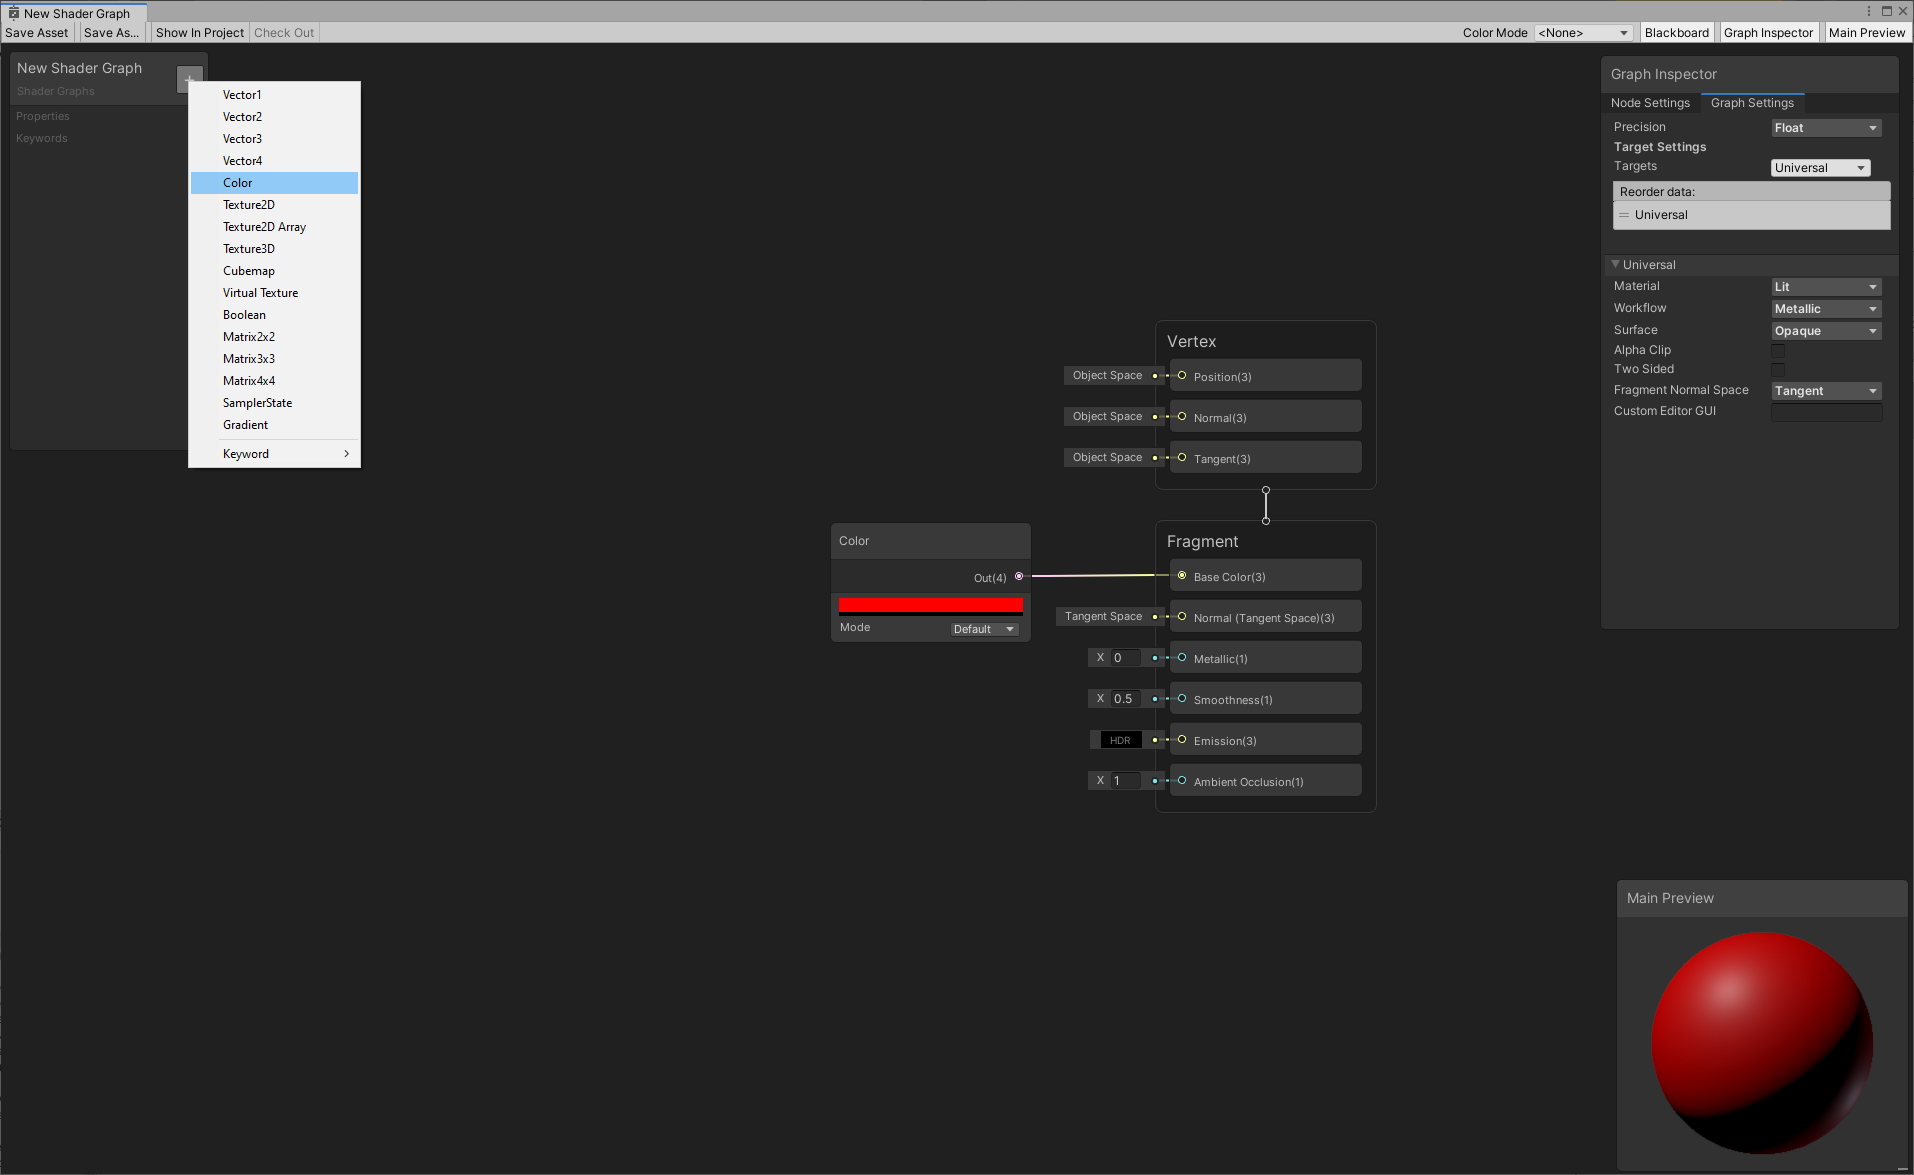 New Shader Graph
Save Asset
Save As...
Show In Project
Check Out
Color Mode
<None>
Blackboard
Graph Inspector
Main Preview
New Shader Graph
Shader Graphs
Properties
Keywords
Vector1
Vector2
Vector3
Vector4
Color
Texture2D
Texture2D Array
Texture3D
Cubemap
Virtual Texture
Boolean
Matrix2x2
Matrix3x3
Matrix4x4
SamplerState
Gradient
Keyword
Vertex
Object Space
Position(3)
Object Space
Normal(3)
Object Space
Tangent(3)
Color
Out(4)
Mode
Default
Fragment
Base Color(3)
Tangent Space
Normal (Tangent Space)(3)
X 0
Metallic(1)
X 0.5
Smoothness(1)
HDR
Emission(3)
X 1
Ambient Occlusion(1)
Graph Inspector
Node Settings
Graph Settings
Precision
Float
Target Settings
Targets
Universal
Reorder data:
Universal
Universal
Material
Lit
Workflow
Metallic
Surface
Opaque
Alpha Clip
Two Sided
Fragment Normal Space
Tangent
Custom Editor GUI
Main Preview